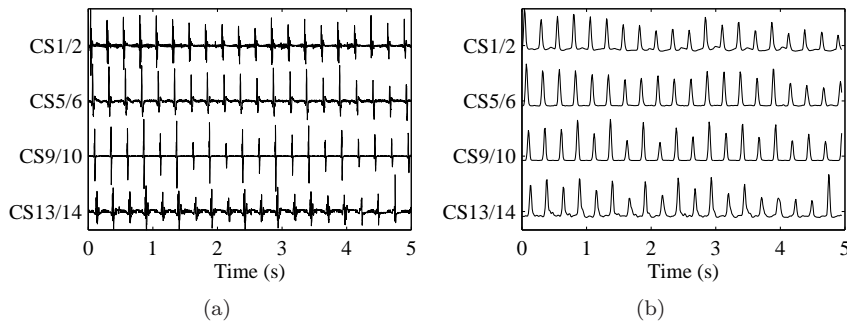 CS1/2
CS5/6
CS9/10
CS13/14
0 1 2 3 4 5
Time (s)
(a)
CS1/2
CS5/6
CS9/10
CS13/14
0 1 2 3 4 5
Time (s)
(b)